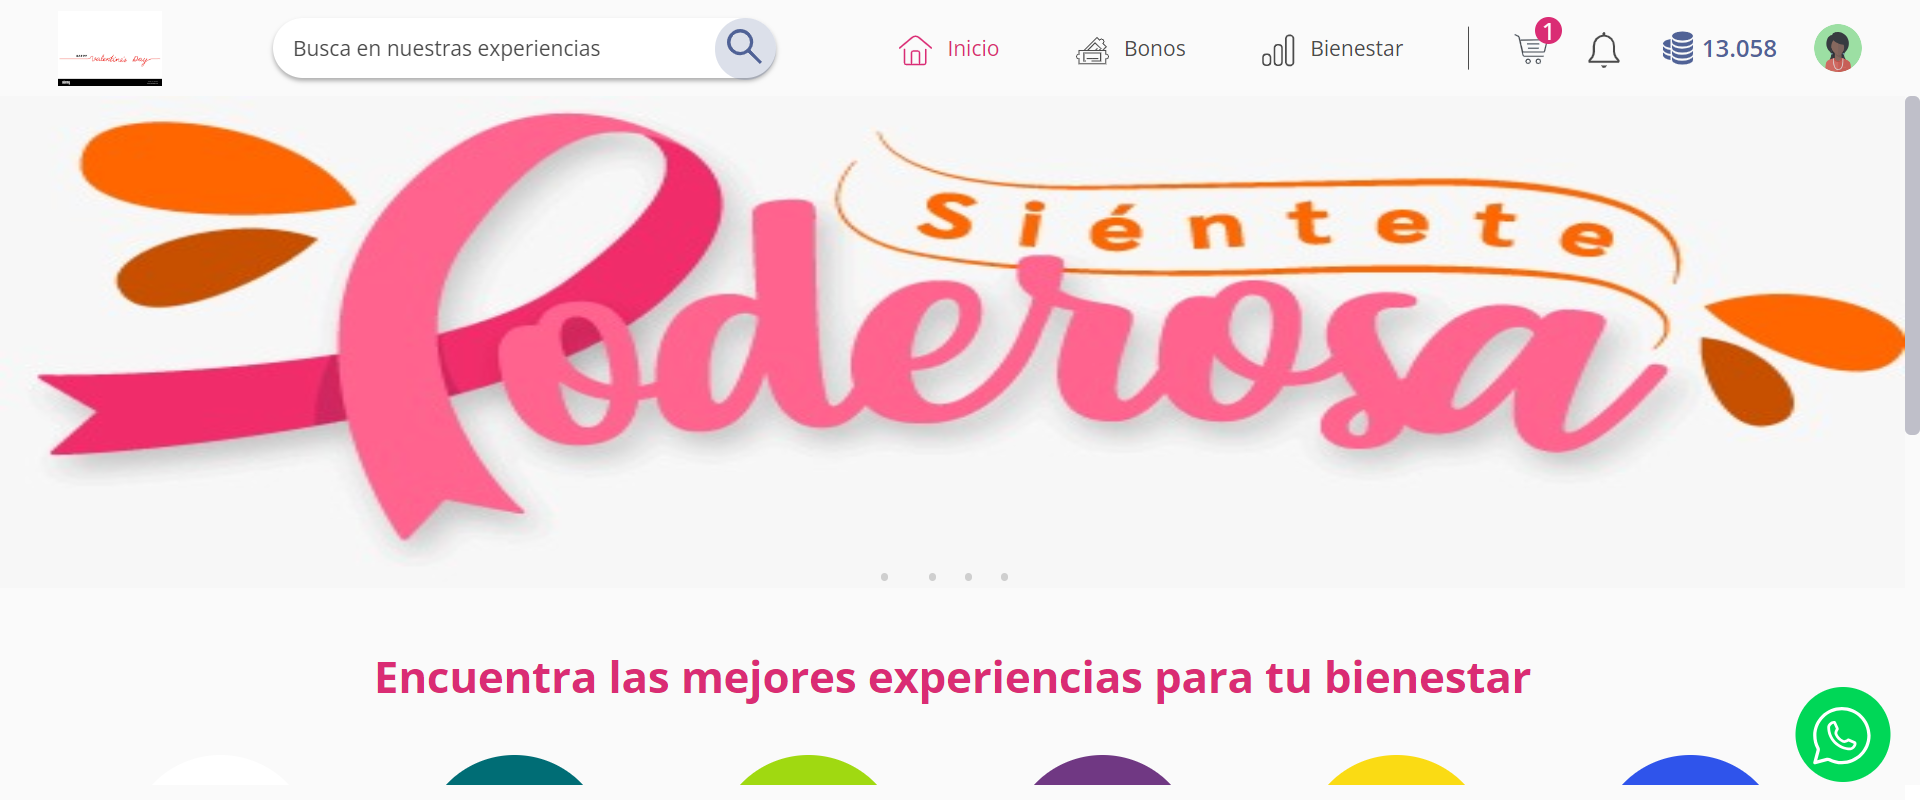 Valentine's Day
Busca en nuestras experiencias
Inicio
Bonos
Bienestar
1
13.058
Siéntete
Poderosa
Encuentra las mejores experiencias para tu bienestar